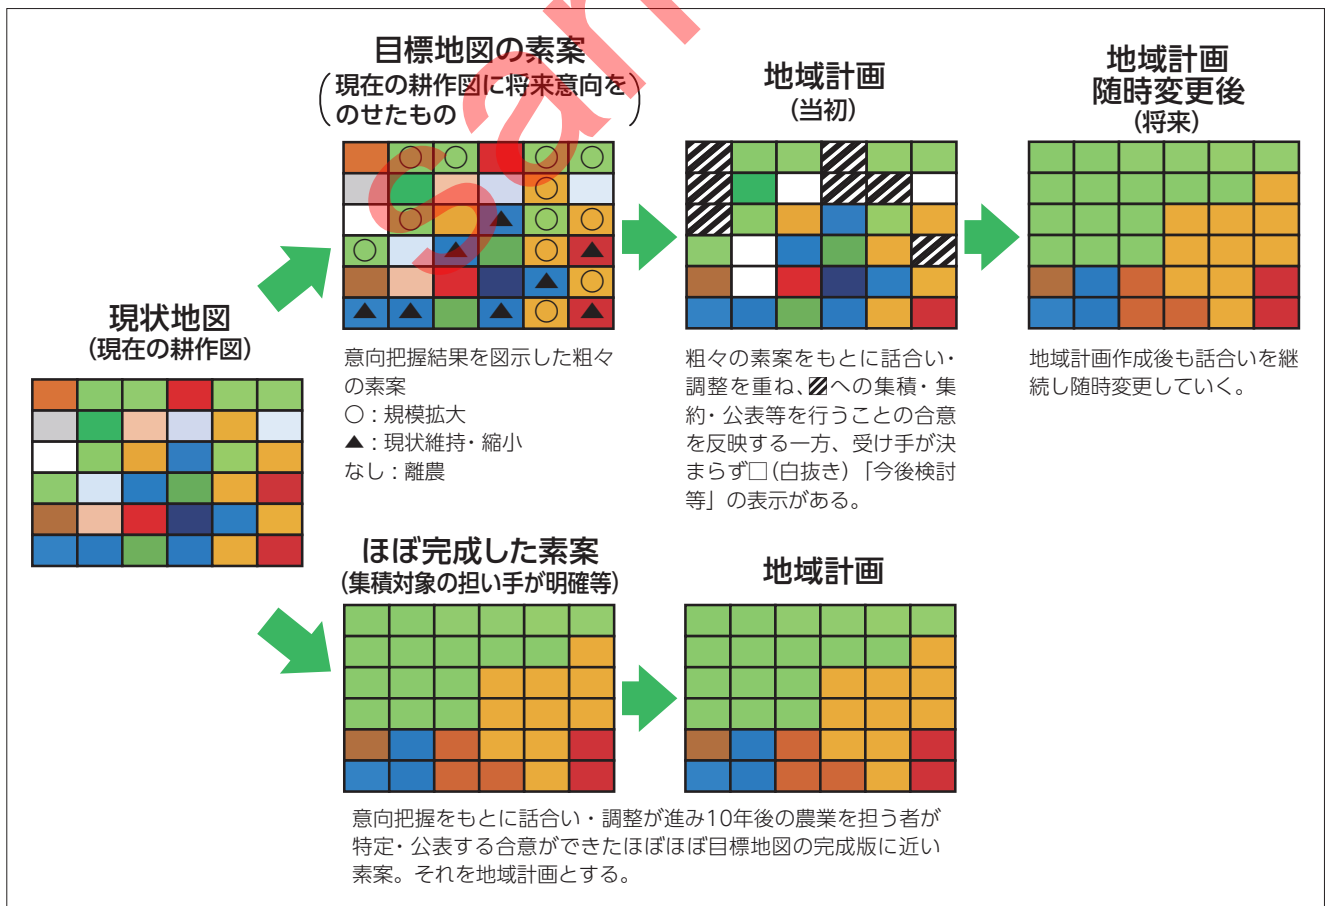 目標地図の素案
(現在の耕作図に将来意向を
のせたもの)
地域計画
(当初)
地域計画
随時変更後
(将来)
現状地図
(現在の耕作図)
意向把握結果を図示した粗々
の素案
○：規模拡大
▲：現状維持・縮小
なし：離農
粗々の素案をもとに話合い・
調整を重ね、▨への集積・集
約・公表等を行うことの合意
を反映する一方、受け手が決
まらず□(白抜き)「今後検討
等」の表示がある。
地域計画作成後も話合いを継
続し随時変更していく。
ほぼ完成した素案
(集積対象の担い手が明確等)
地域計画
意向把握をもとに話合い・調整が進み10年後の農業を担う者が
特定・公表する合意ができたほぼほぼ目標地図の完成版に近い
素案。それを地域計画とする。
sam